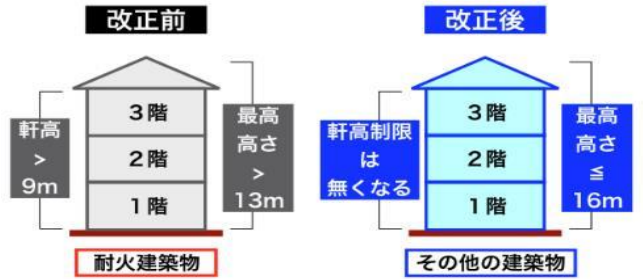 改正前
軒高
>
9m
3階
2階
1階
最高
高さ
>
13m
耐火建築物
改正後
軒高制限
は
無くなる
3階
2階
1階
最高
高さ
≦
16m
その他の建築物